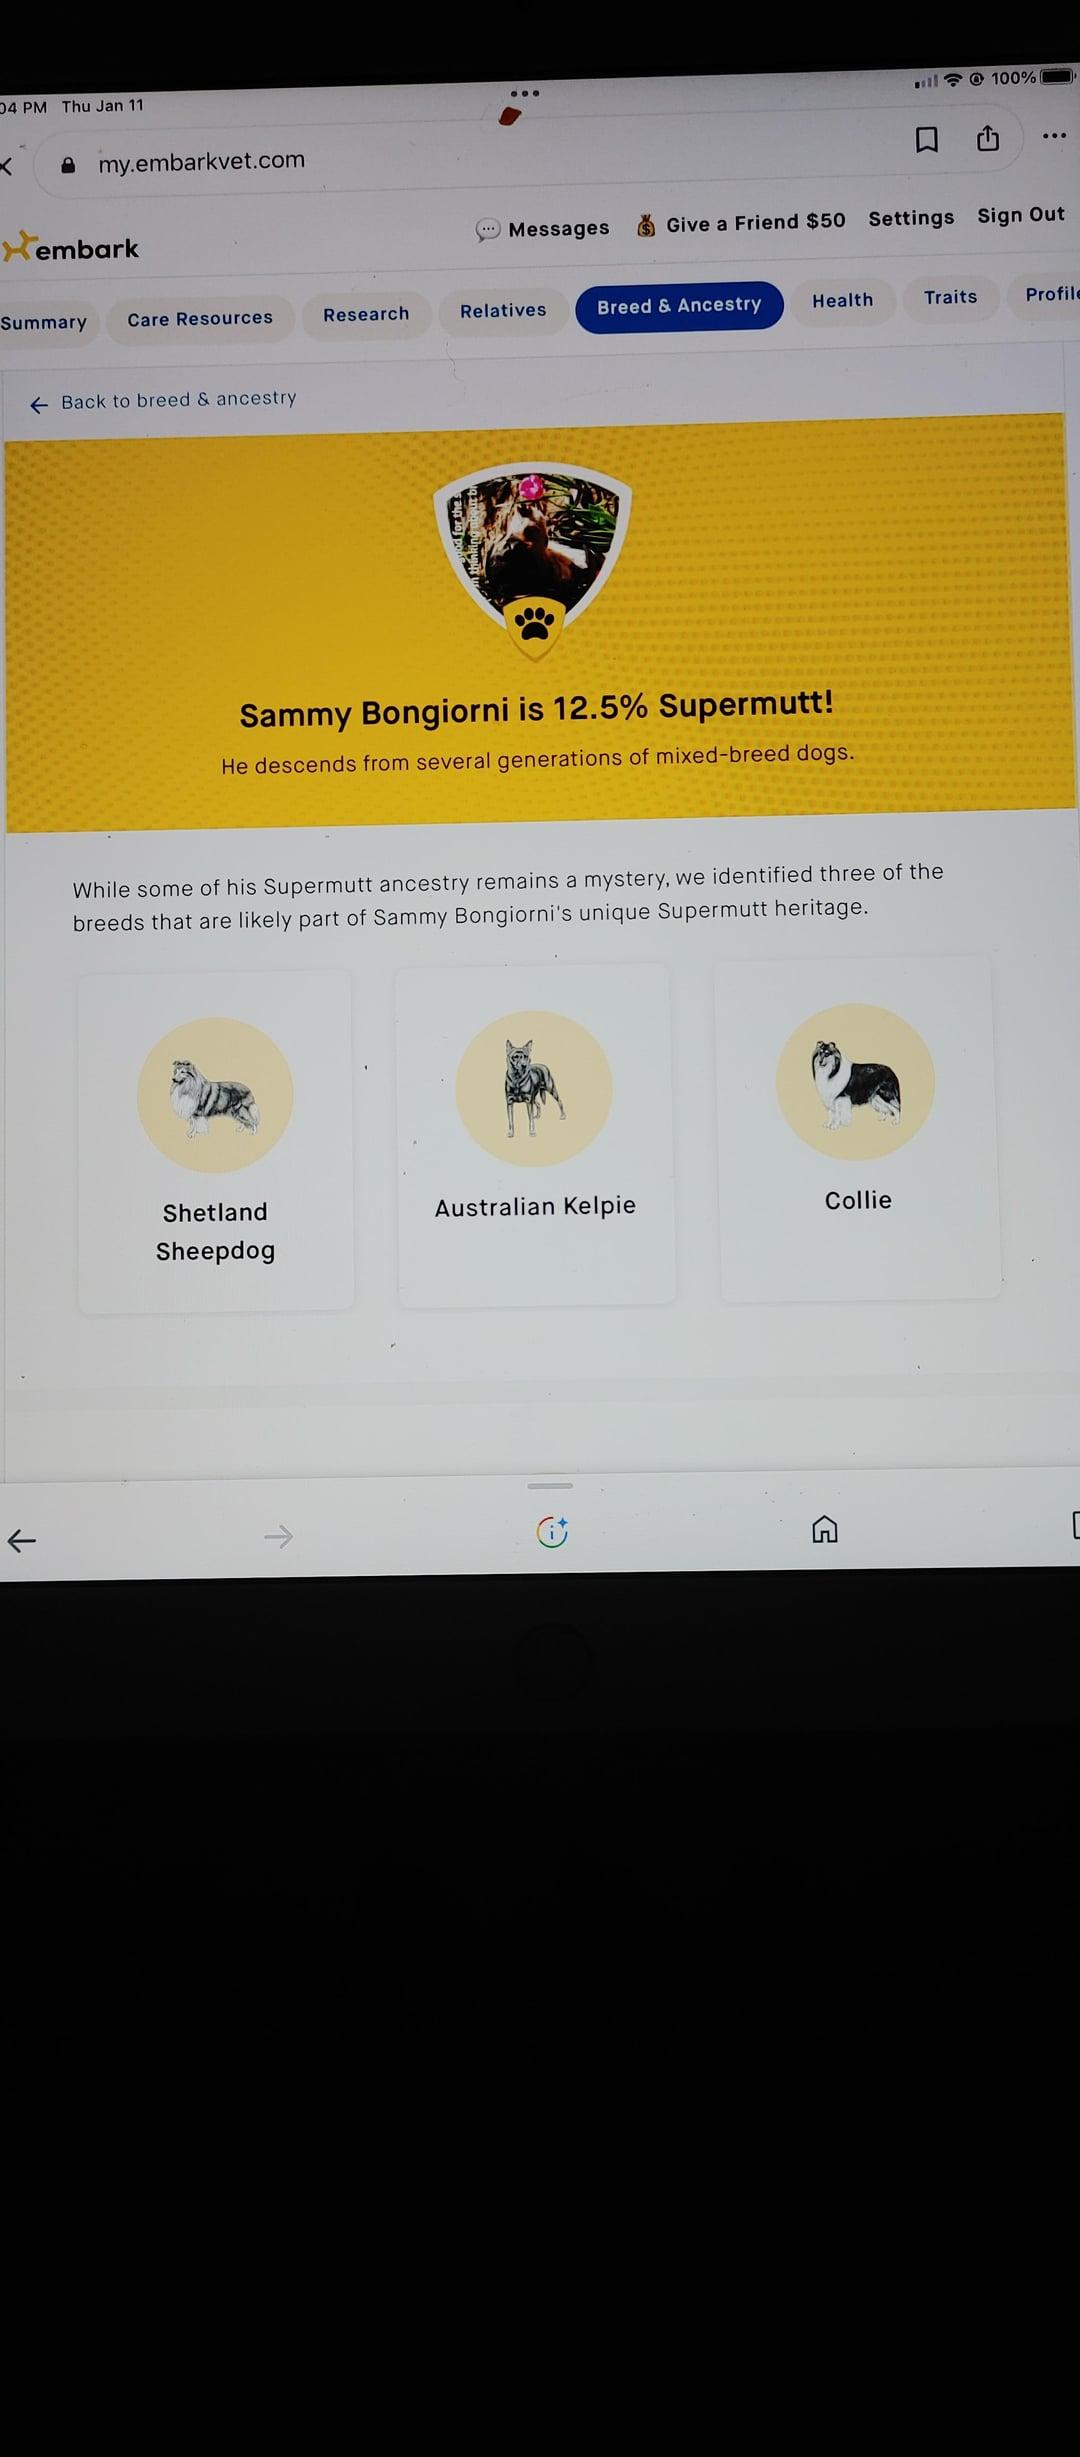 04 PM Thu Jan 11
100%
my.embarkvet.com
embark
Messages Give a Friend $50 Settings Sign Out
Summary Care Resources Research Relatives Breed & Ancestry Health Traits Profile
← Back to breed & ancestry
Sammy Bongiorni is 12.5% Supermutt!
He descends from several generations of mixed-breed dogs.
While some of his Supermutt ancestry remains a mystery, we identified three of the
breeds that are likely part of Sammy Bongiorni's unique Supermutt heritage.
Shetland
Sheepdog
Australian Kelpie
Collie